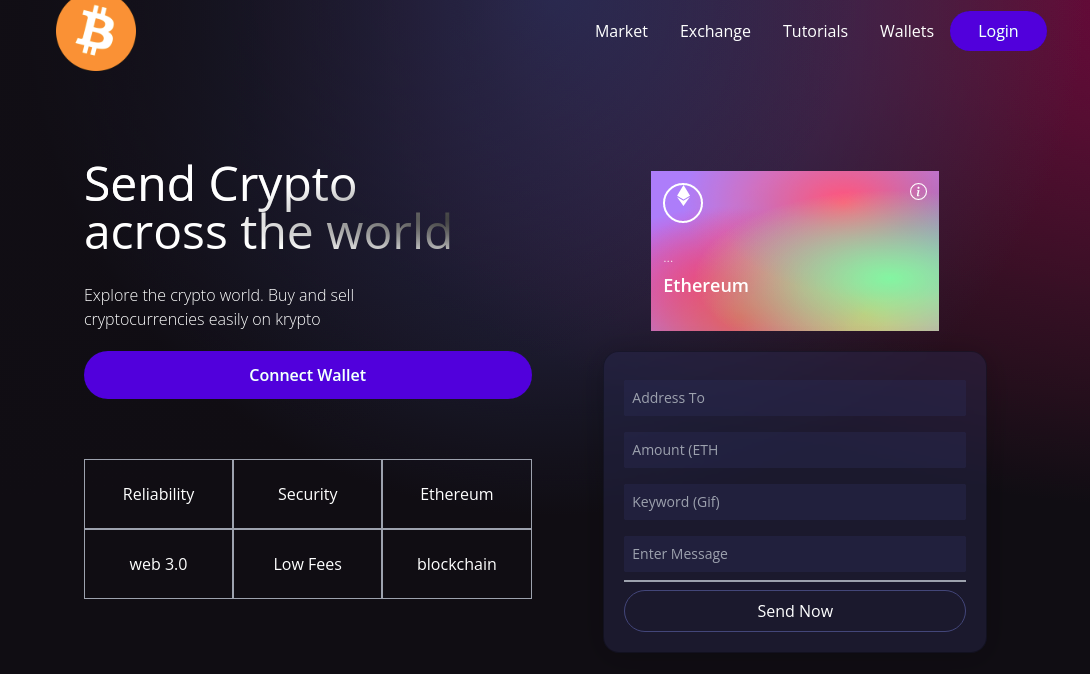 Market
Exchange
Tutorials
Wallets
Login
Send Crypto
across the world
Explore the crypto world. Buy and sell
cryptocurrencies easily on krypto
Connect Wallet
Reliability
Security
Ethereum
web 3.0
Low Fees
blockchain
...
Ethereum
Address To
Amount (ETH
Keyword (Gif)
Enter Message
Send Now